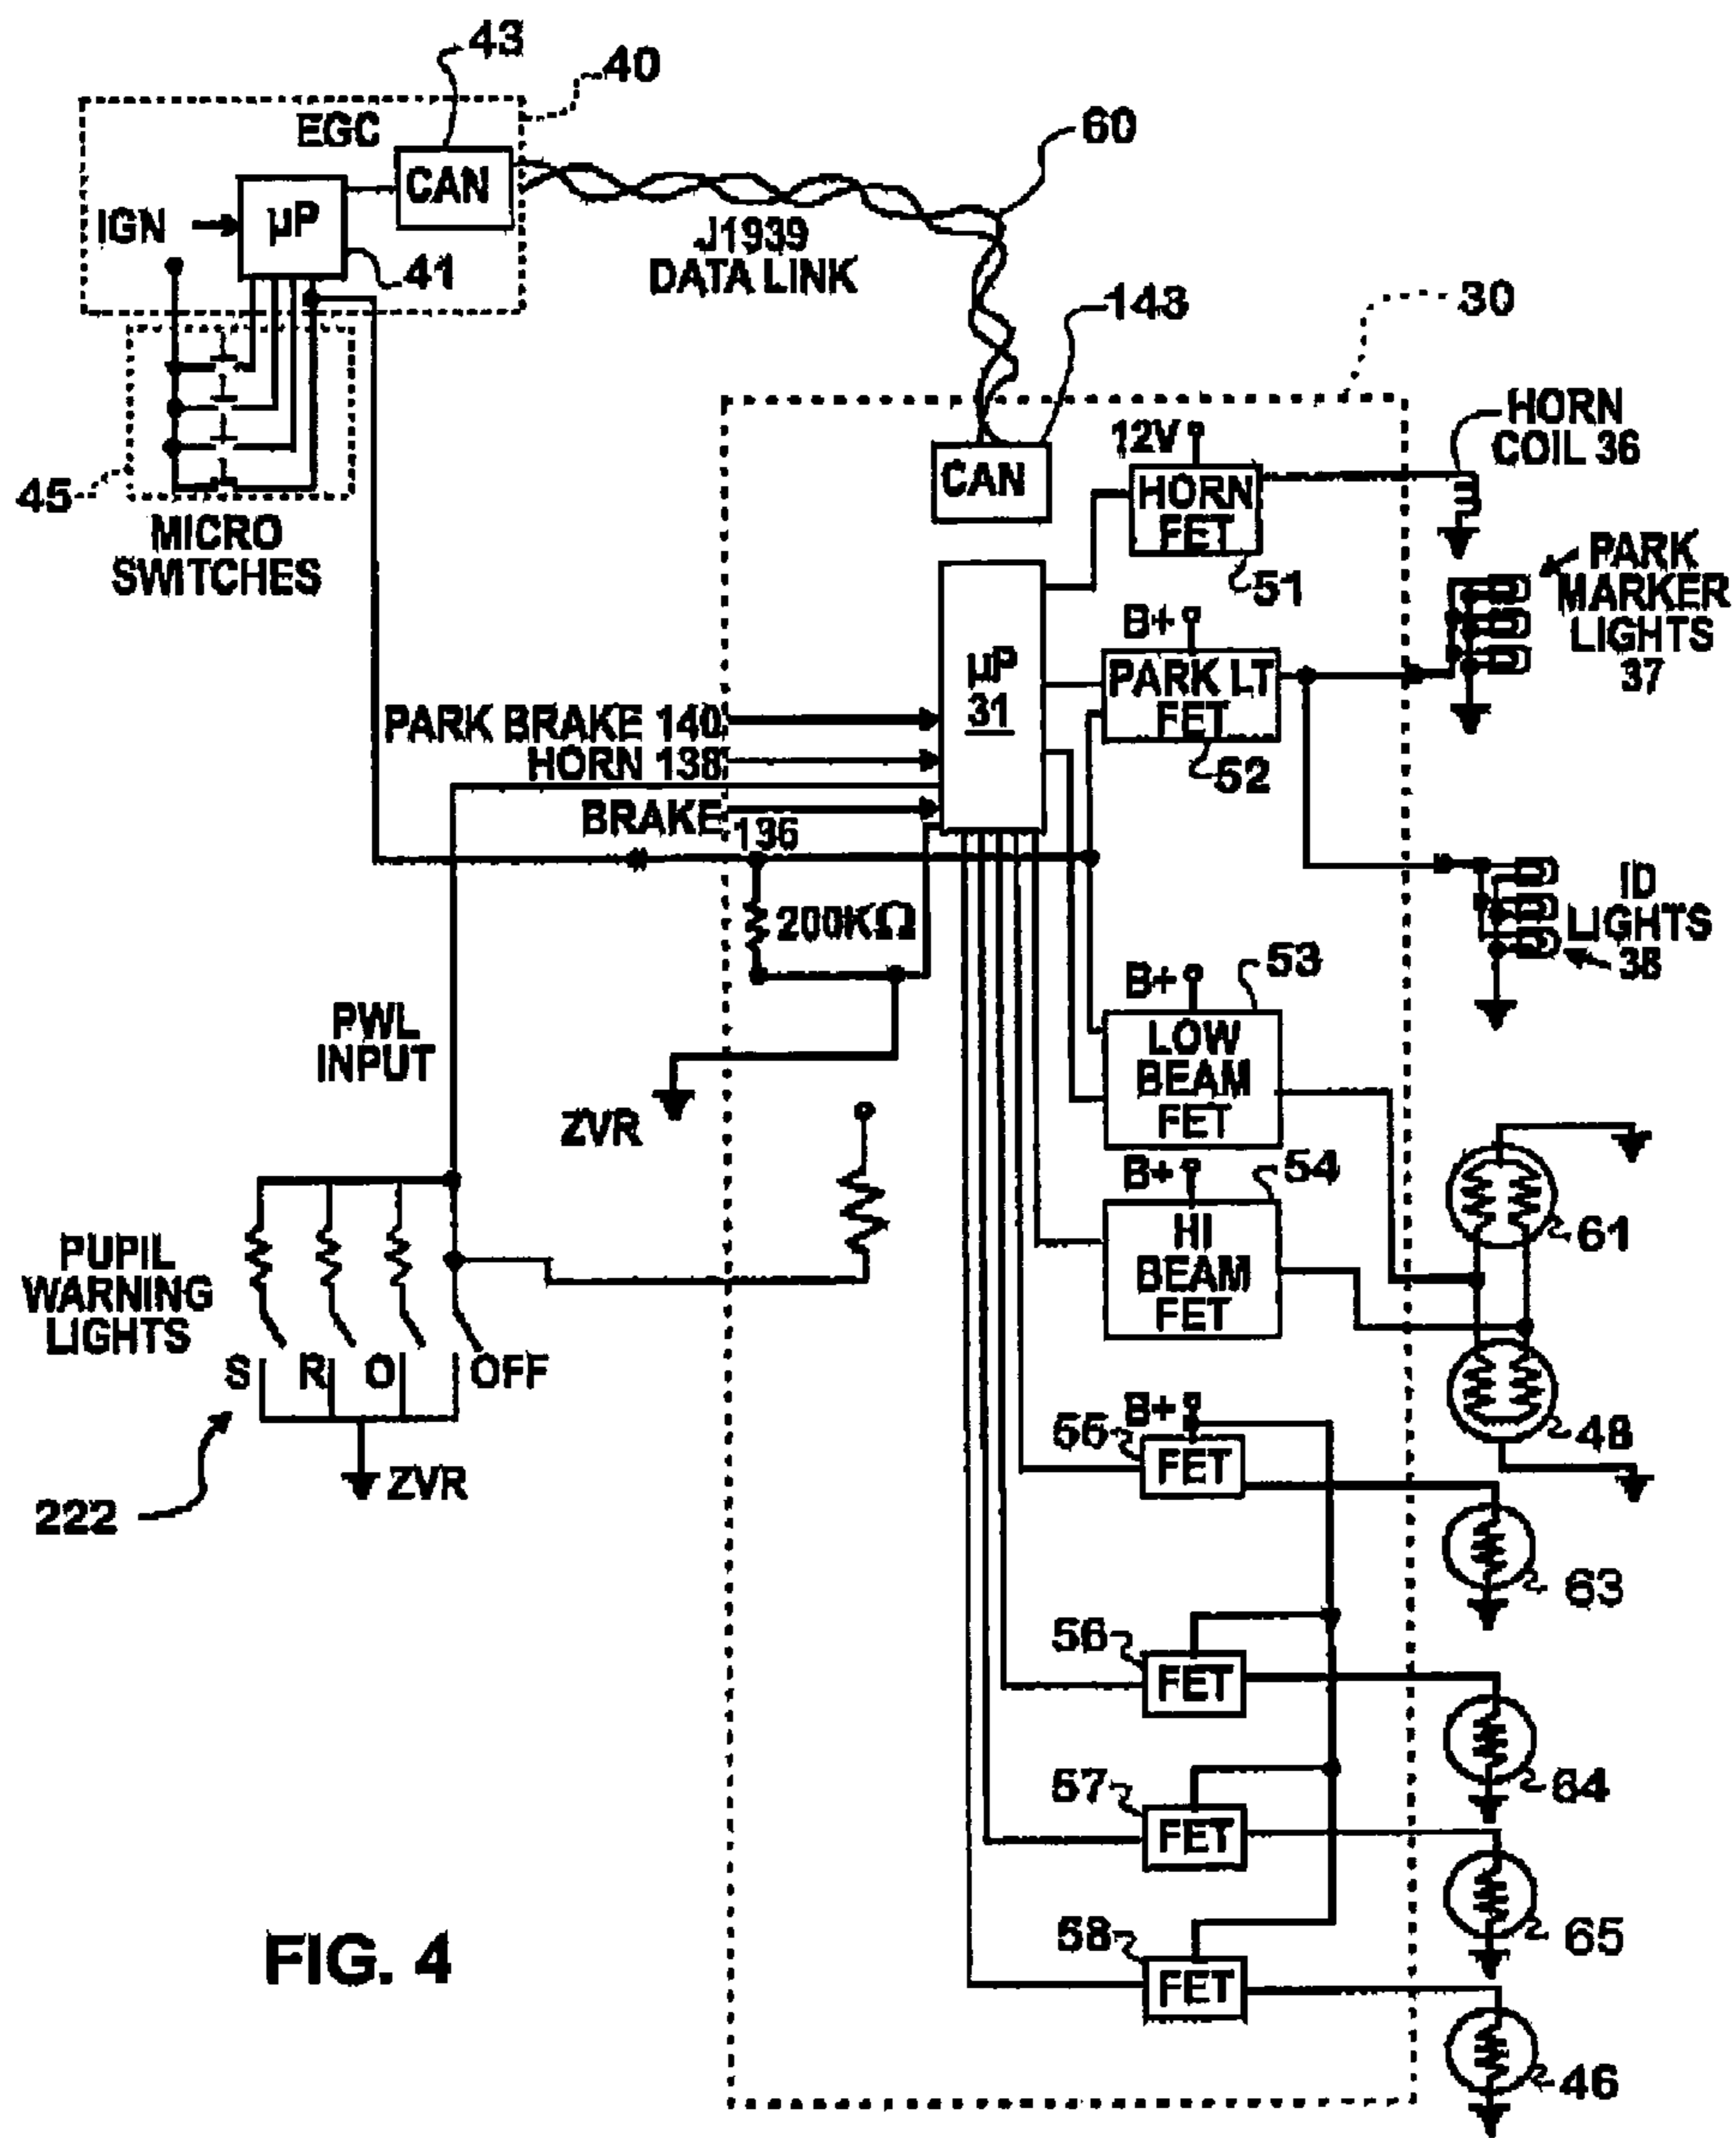 43
40
EGC
CAN
60
IGN
µP
J1939
DATA LINK
41
143
30
12V
CAN
HORN
FET
HORN
COIL 36
45
MICRO
SWITCHES
51
PARK
MARKER
LIGHTS
37
B+
µP
31
PARK LT
FET
52
PARK BRAKE 140
HORN 138
BRAKE
136
200KΩ
ID
LIGHTS
38
PWL
INPUT
B+
53
LOW
BEAM
FET
ZVR
B+
54
HI
BEAM
FET
61
PUPIL
WARNING
LIGHTS
S
R
O
OFF
B+
55
FET
48
ZVR
222
63
56
FET
64
57
FET
65
58
FET
46
FIG. 4